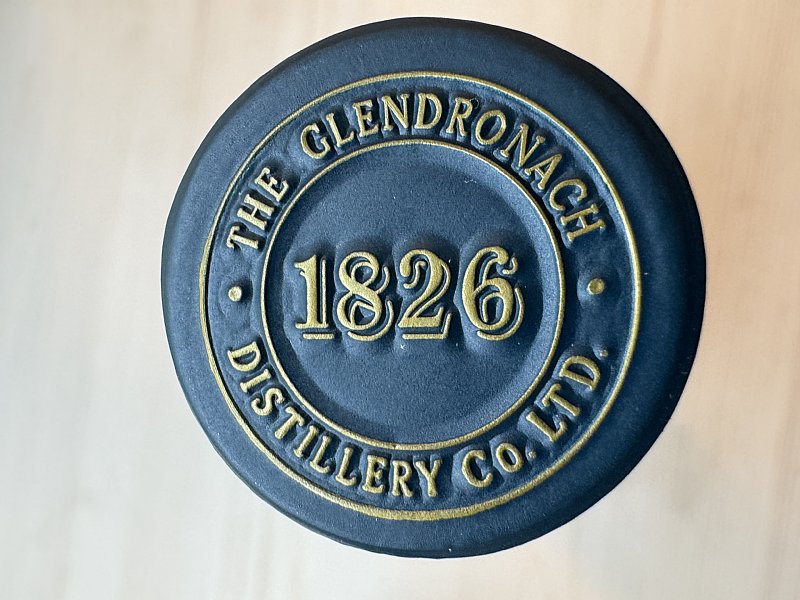 THE GLENDRONACH
1826
DISTILLERY Co. LTD.